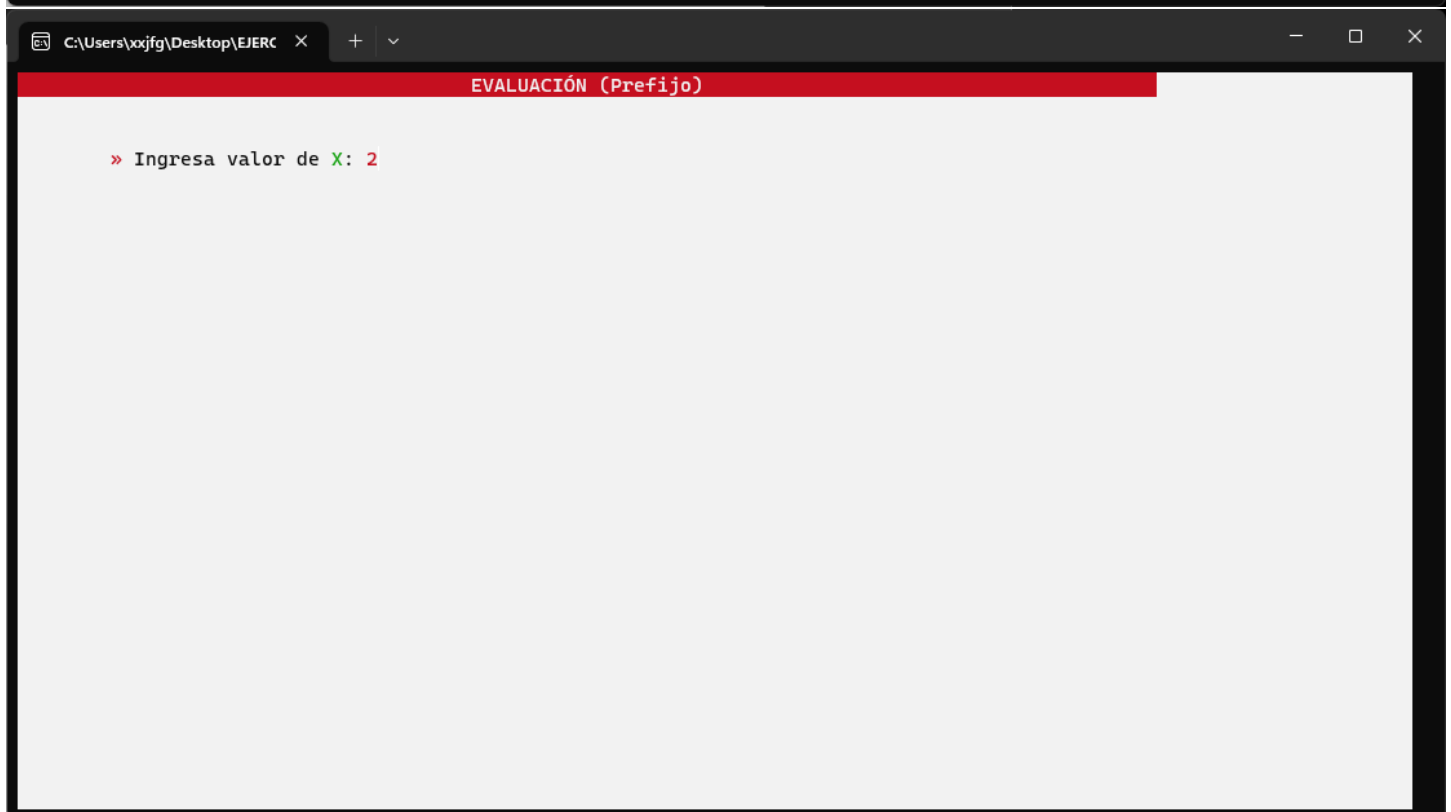 C:\Users\xxjfg\Desktop\EJERC
EVALUACIÓN (Prefijo)
» Ingresa valor de X: 2